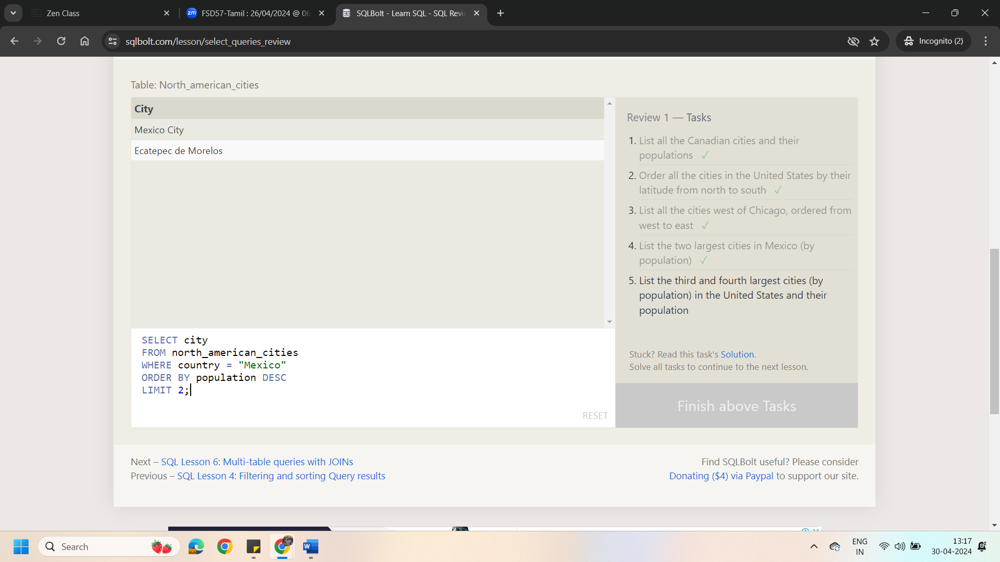 Zen Class
zm FSD57-Tamil : 26/04/2024 @ 06
SQLBolt - Learn SQL - SQL Revi
sqlbolt.com/lesson/select_queries_review
Incognito (2)
Table: North_american_cities
City
Mexico City
Ecatepec de Morelos
Review 1 — Tasks
1. List all the Canadian cities and their
populations ✓
2. Order all the cities in the United States by their
latitude from north to south ✓
3. List all the cities west of Chicago, ordered from
west to east ✓
4. List the two largest cities in Mexico (by
population) ✓
5. List the third and fourth largest cities (by
population) in the United States and their
population
SELECT city
FROM north_american_cities
WHERE country = "Mexico"
ORDER BY population DESC
LIMIT 2;
RESET
Stuck? Read this task's Solution.
Solve all tasks to continue to the next lesson.
Finish above Tasks
Next – SQL Lesson 6: Multi-table queries with JOINs
Previous – SQL Lesson 4: Filtering and sorting Query results
Find SQLBolt useful? Please consider
Donating ($4) via Paypal to support our site.
Search
W
ENG
IN
13:17
30-04-2024